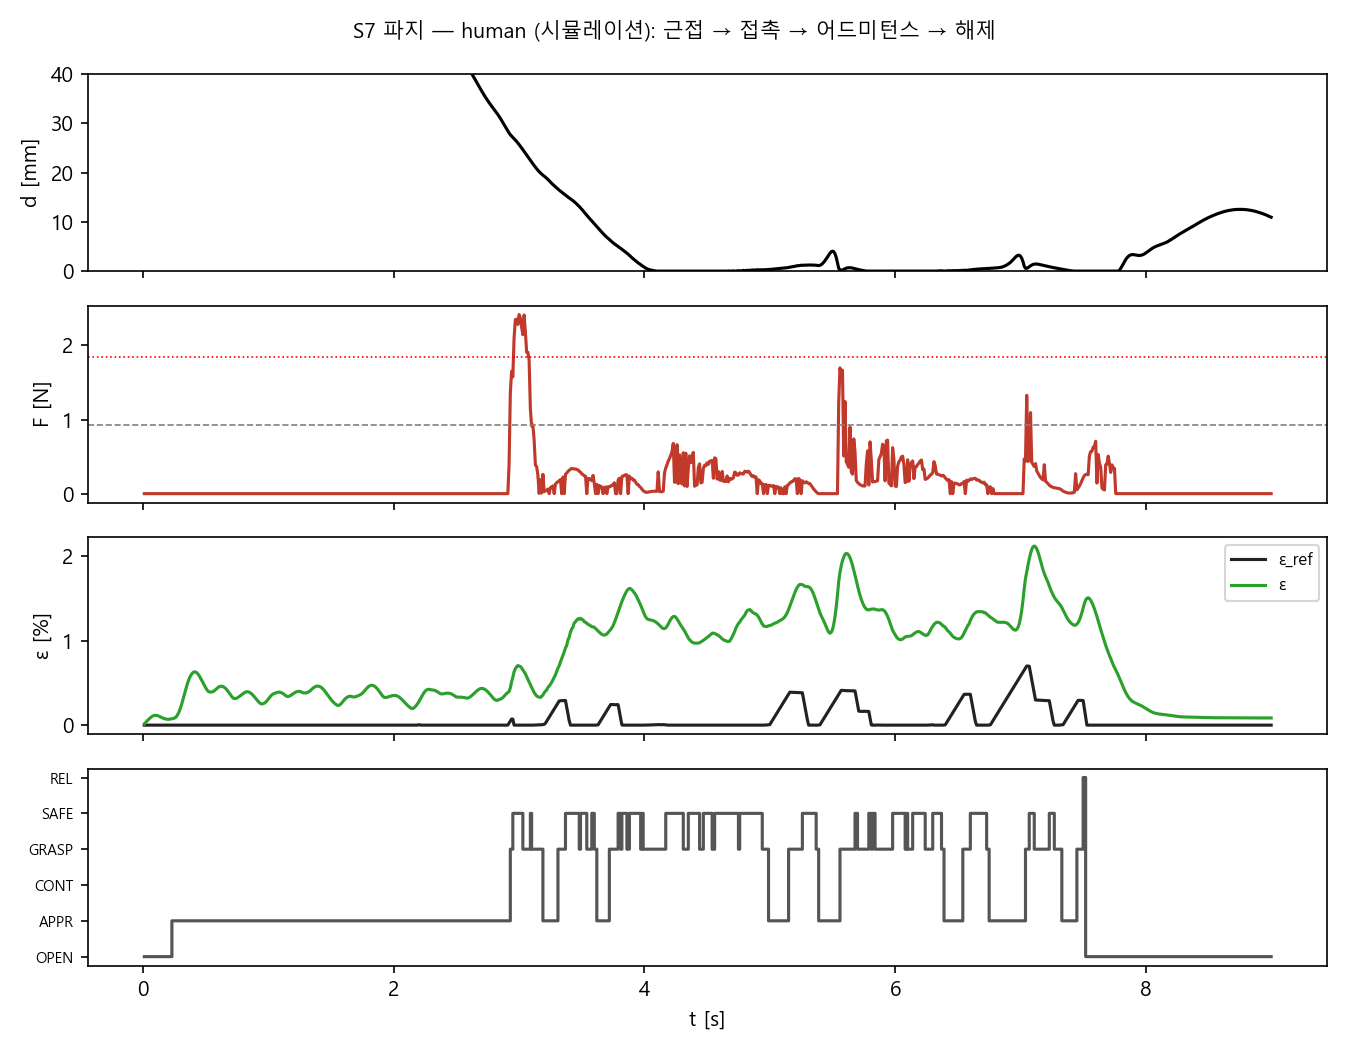 S7 파지 — human (시뮬레이션): 근접 → 접촉 → 어드미턴스 → 해제
40
30
20
10
0
d [mm]
2
1
0
F [N]
2
1
0
ε [%]
ε_ref
ε
REL
SAFE
GRASP
CONT
APPR
OPEN
0 2 4 6 8
t [s]